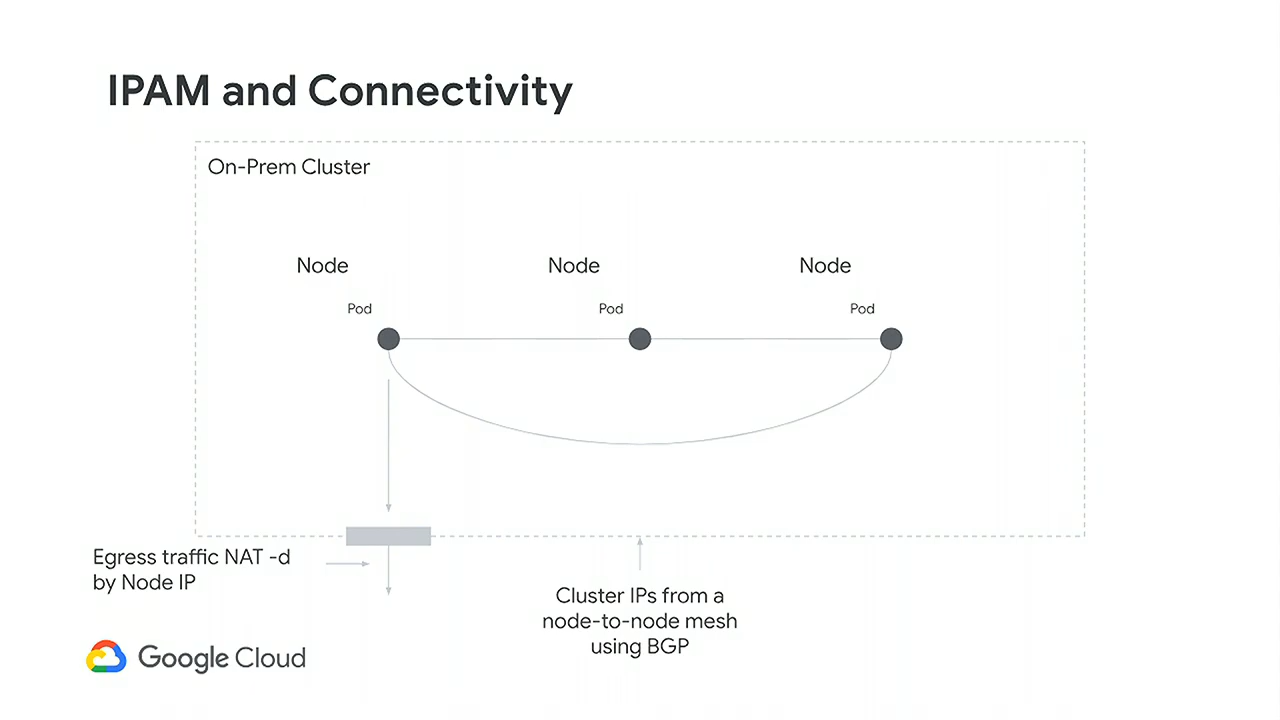 IPAM and Connectivity
On-Prem Cluster
Node
Node
Node
Pod
Pod
Pod
Egress traffic NAT -d
by Node IP
Cluster IPs from a
node-to-node mesh
using BGP
Google Cloud